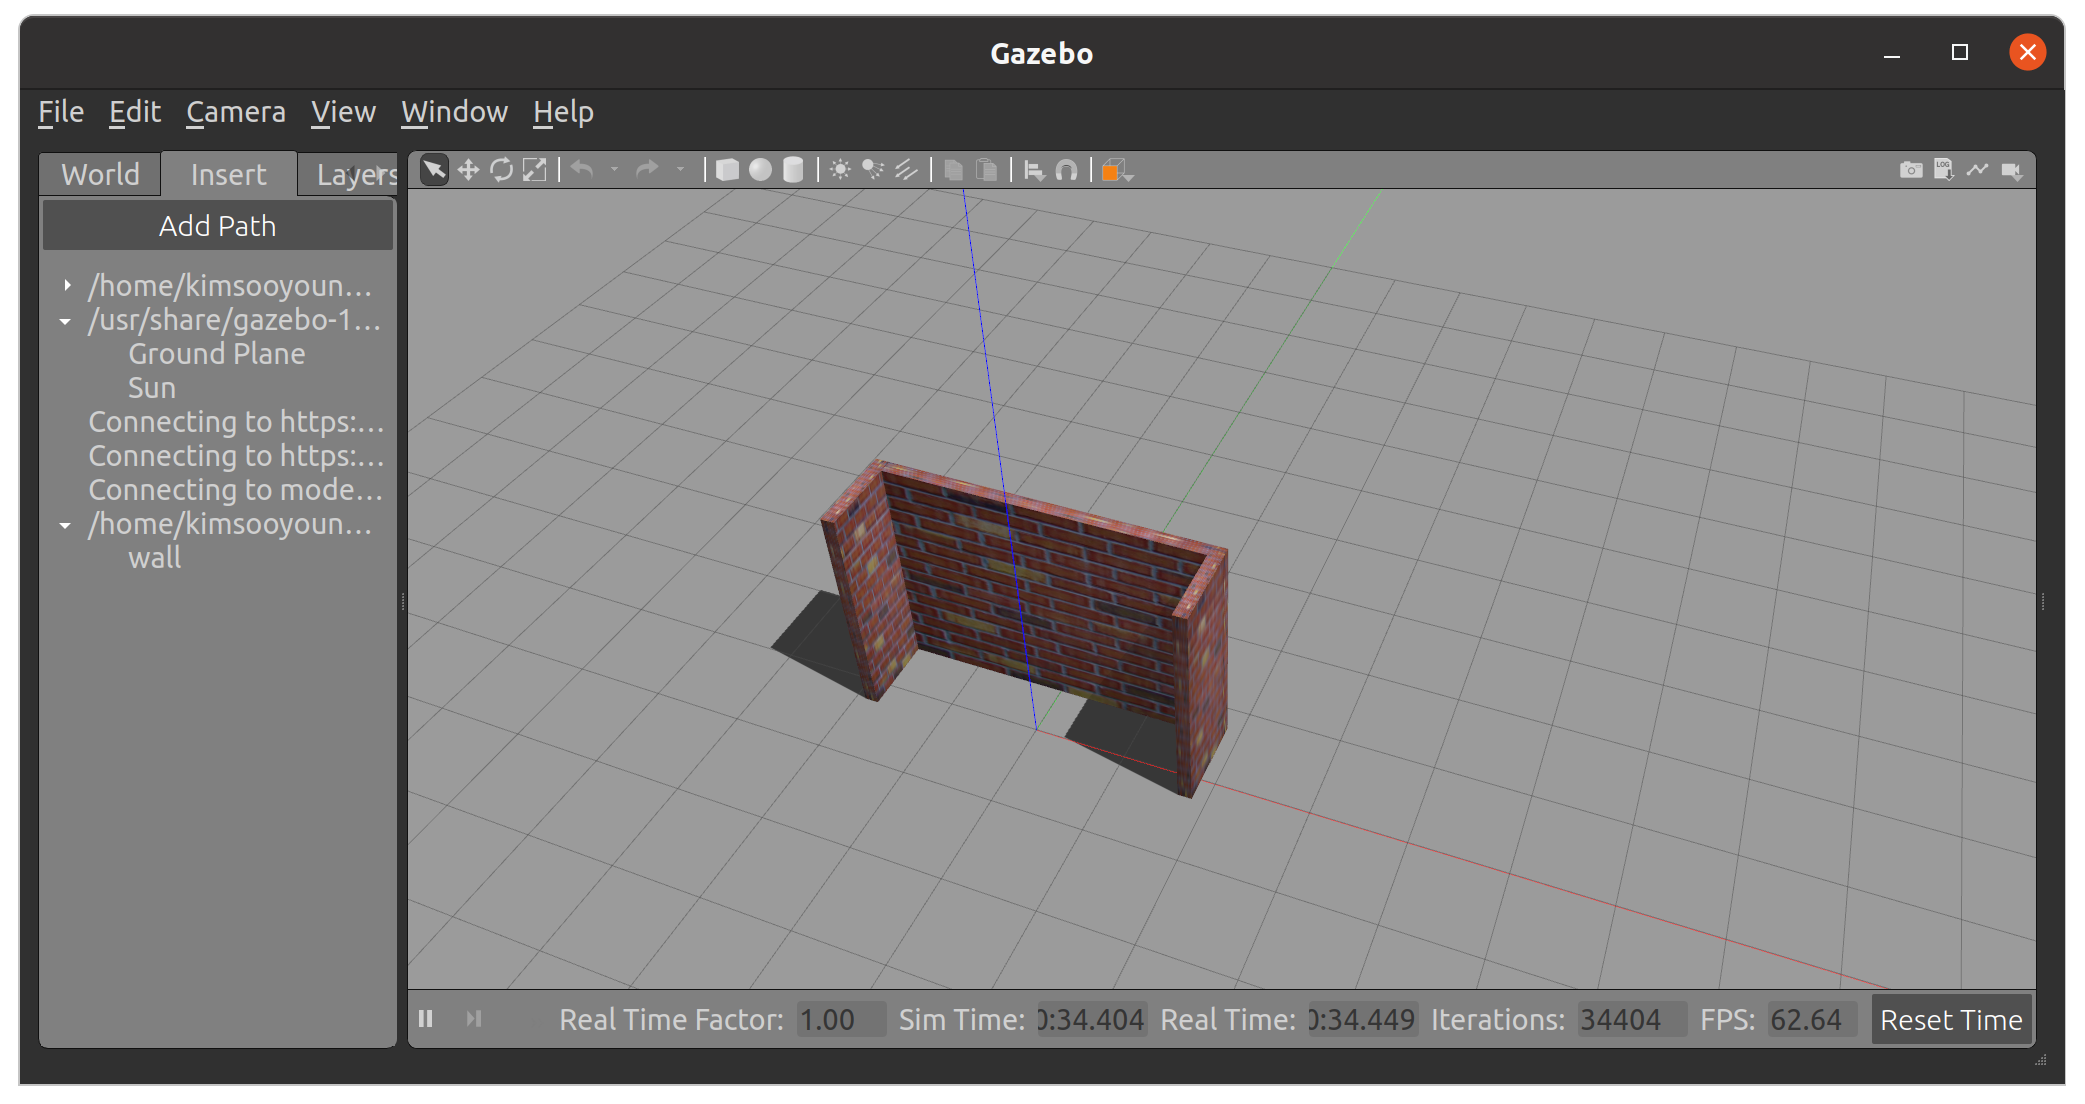 Gazebo
File Edit Camera View Window Help
World Insert Layers
Add Path
/home/kimsooyoun...
/usr/share/gazebo-1...
Ground Plane
Sun
Connecting to https:...
Connecting to https:...
Connecting to mode...
/home/kimsooyoun...
wall
LOG
Real Time Factor: 1.00 Sim Time: 0:34.404 Real Time: 0:34.449 Iterations: 34404 FPS: 62.64 Reset Time